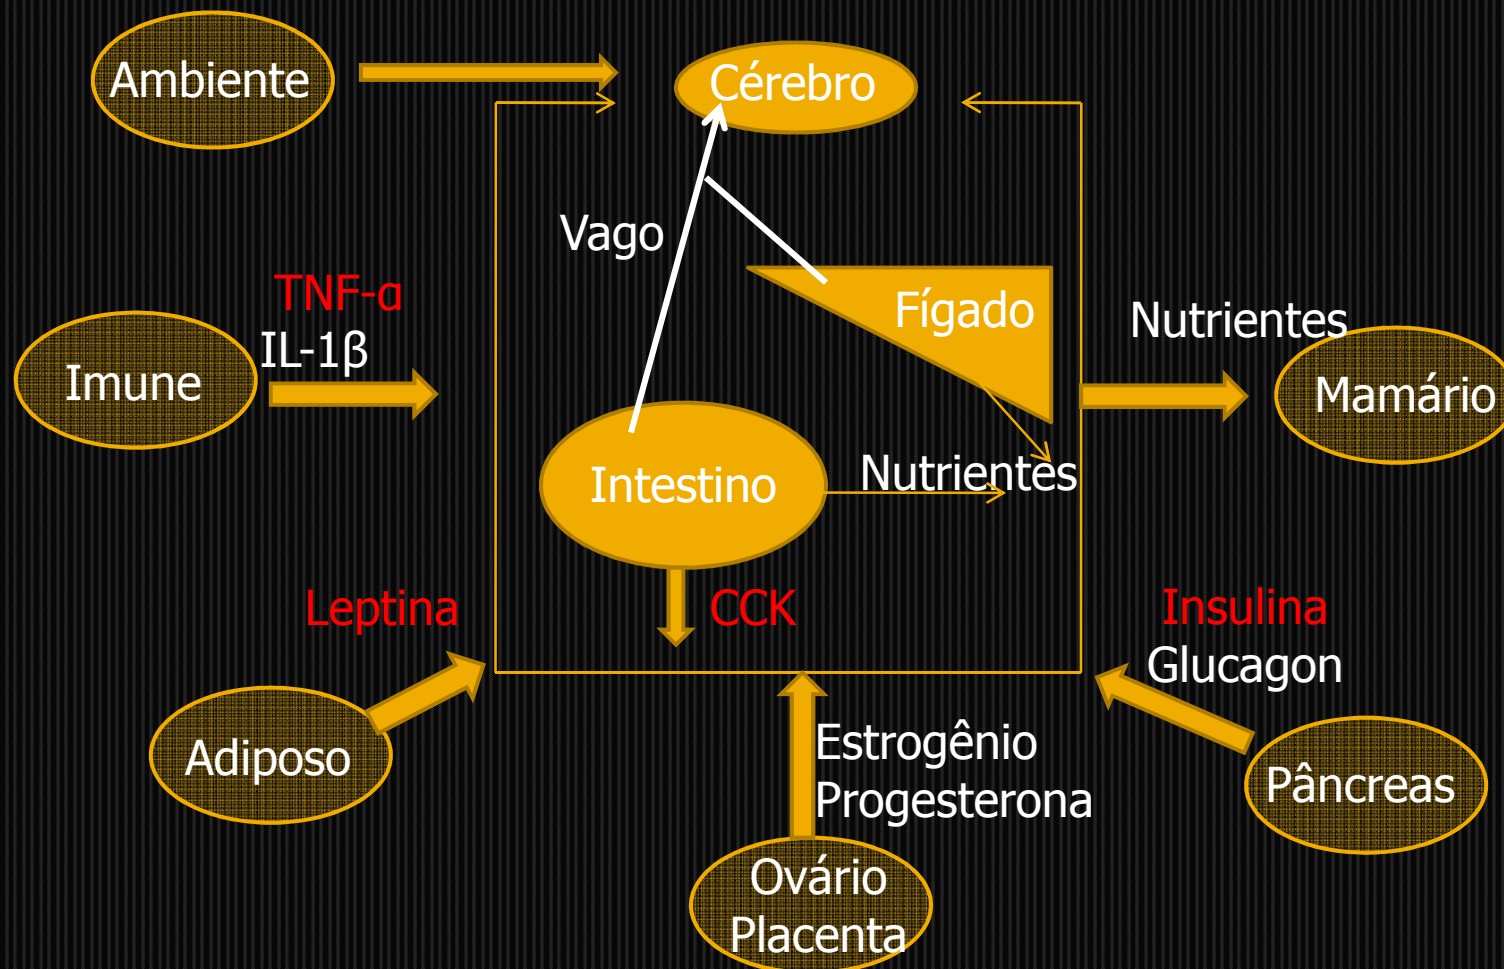 Ambiente
Cérebro
Vago
TNF-α
IL-1β
Imune
Fígado
Nutrientes
Mamário
Intestino
Nutrientes
Leptina
CCK
Insulina
Glucagon
Adiposo
Estrogênio
Progesterona
Pâncreas
Ovário
Placenta